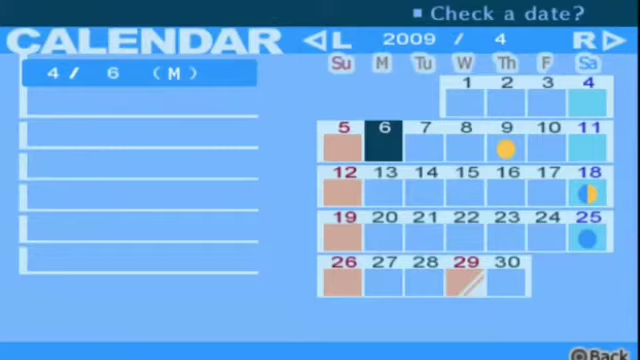 ■ Check a date?
CALENDAR
◁ L 2009 / 4 R ▷
4 / 6 (M)
Su M Tu W Th F Sa
1 2 3 4
5 6 7 8 9 10 11
12 13 14 15 16 17 18
19 20 21 22 23 24 25
26 27 28 29 30
Back